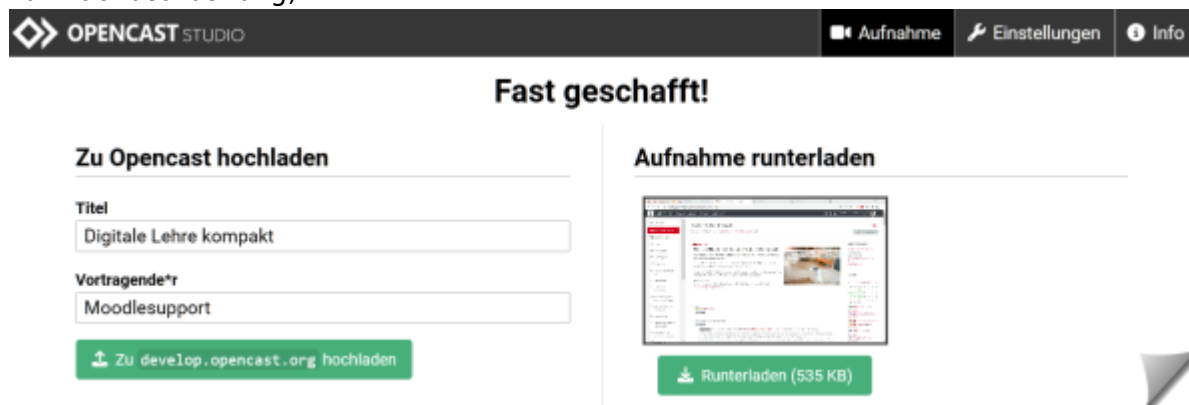 OPENCAST STUDIO
Aufnahme
Einstellungen
Info
Fast geschafft!
Zu Opencast hochladen
Titel
Digitale Lehre kompakt
Vortragende*r
Moodlesupport
Zu develop.opencast.org hochladen
Aufnahme runterladen
Runterladen (535 KB)